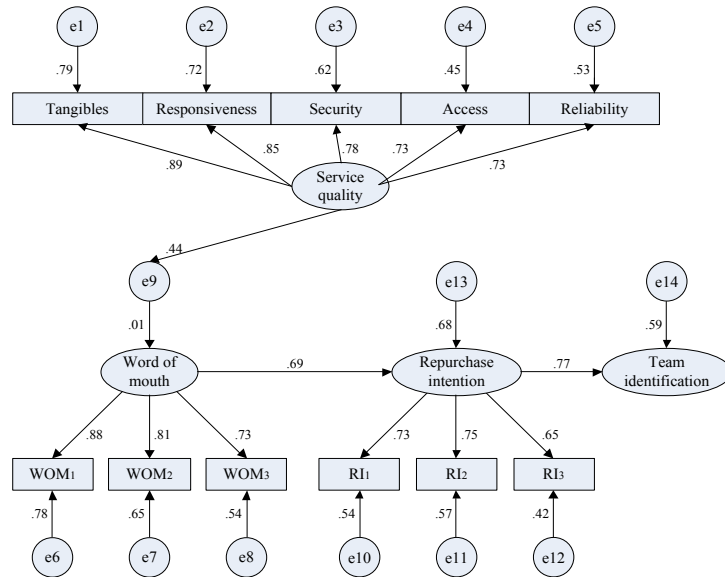 e1 e2 e3 e4 e5
.79 .72 .62 .45 .53
Tangibles Responsiveness Security Access Reliability
.89 .85 .78 .73 .73
Service
quality
.44
e9 e13 e14
.01 .68 .59
Word of
mouth
.69
Repurchase
intention
.77
Team
identification
.88 .81 .73 .73 .75 .65
WOM1 WOM2 WOM3 RI1 RI2 RI3
.78 .65 .54 .54 .57 .42
e6 e7 e8 e10 e11 e12